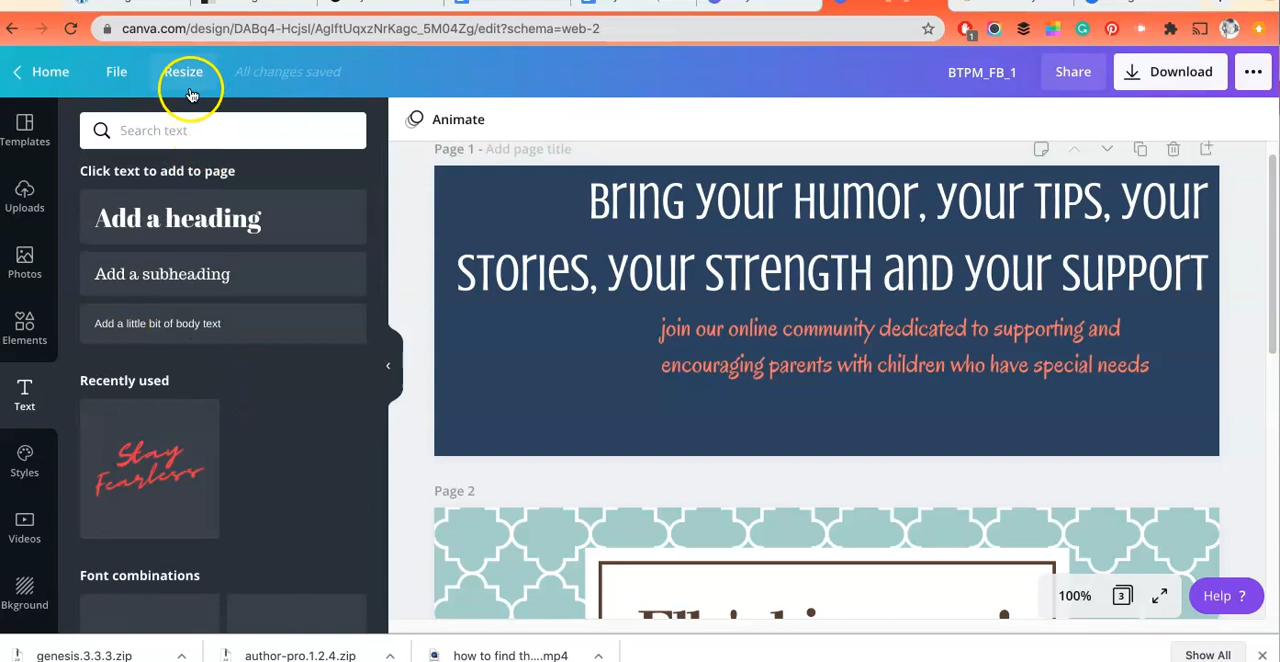 canva.com/design/DABq4-HcjsI/AglftUqxzNrKagc_5M04Zg/edit?schema=web-2
1
Home File Resize All changes saved BTPM_FB_1 Share Download
Templates
Uploads
Photos
Elements
Text
Styles
Videos
Bkground
Search text
Click text to add to page
Add a heading
Add a subheading
Add a little bit of body text
Recently used
Stay
Fearless
Font combinations
Animate
Page 1 - Add page title
Bring your humor, your tips, your
stories, your strength and your support
join our online community dedicated to supporting and
encouraging parents with children who have special needs
Page 2
100% 3 Help ?
genesis.3.3.3.zip author-pro.1.2.4.zip how to find th....mp4 Show All